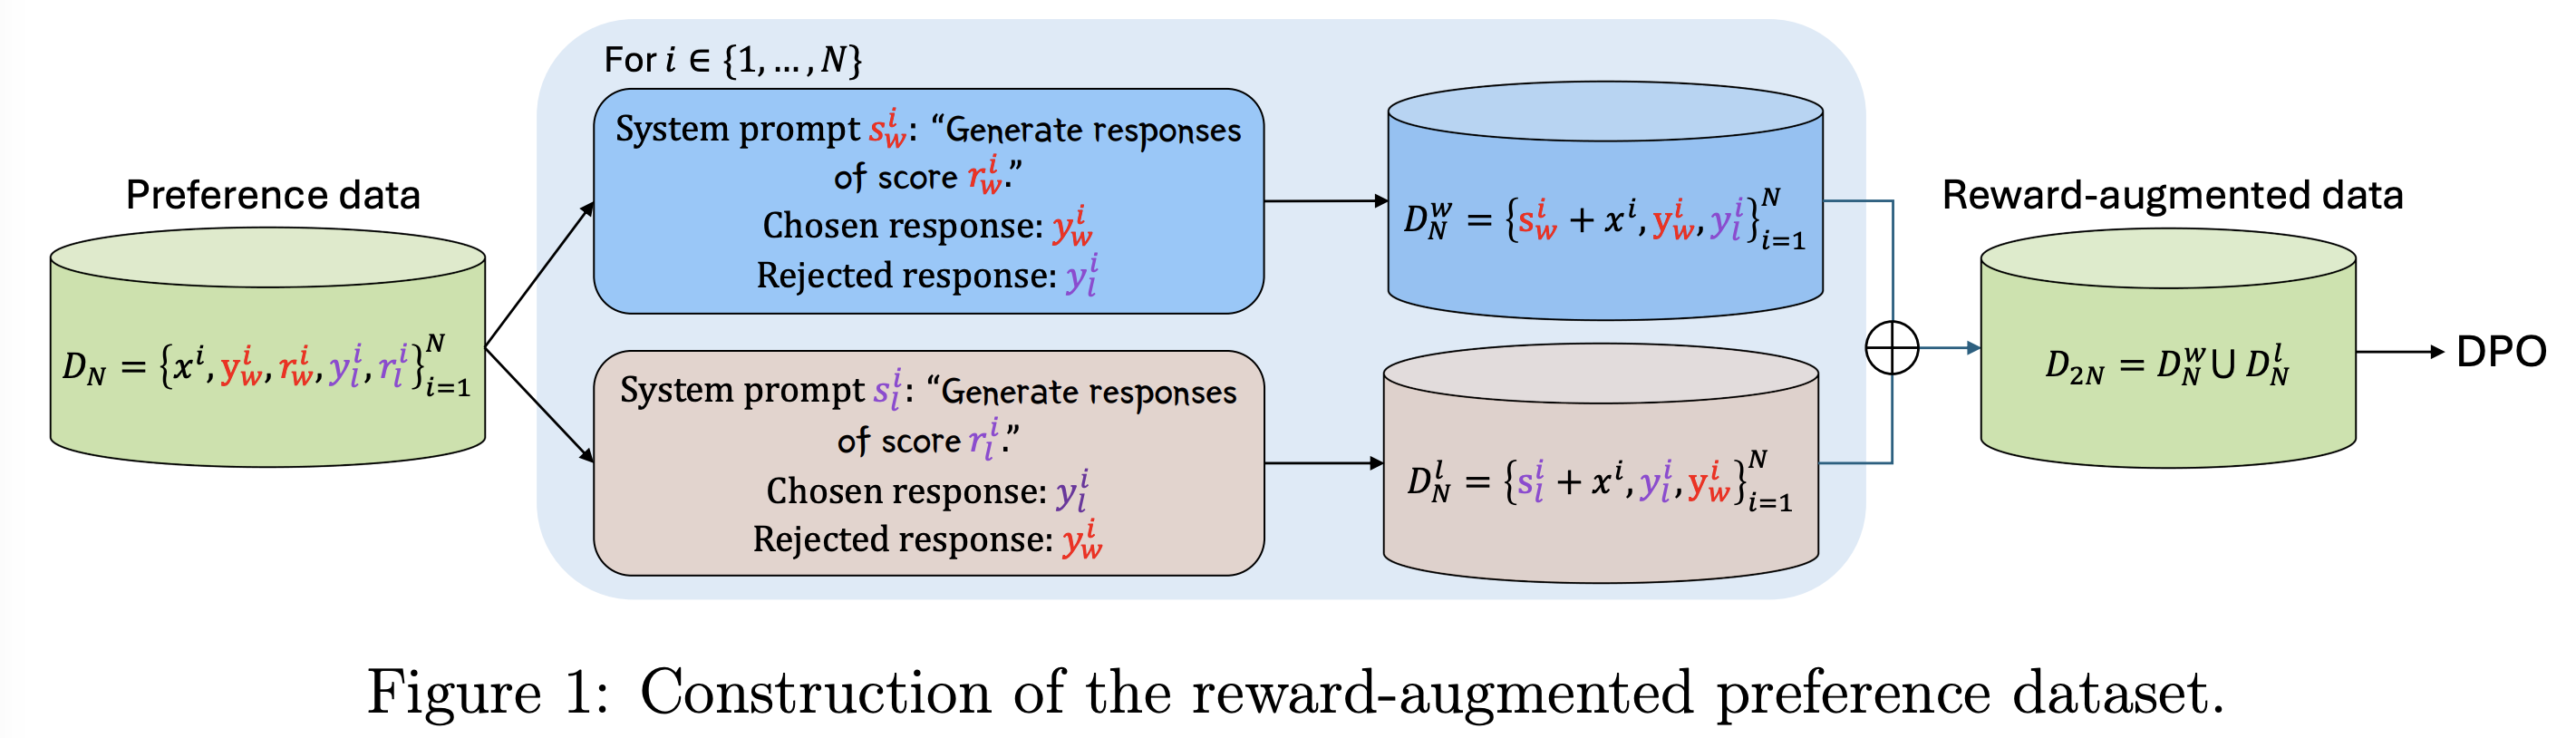 Preference data
D_N = {x^i, y_w^i, r_w^i, y_l^i, r_l^i}_{i=1}^N
For i ∈ {1, ... , N}
System prompt s_w^i: “Generate responses
of score r_w^i.”
Chosen response: y_w^i
Rejected response: y_l^i
System prompt s_l^i: “Generate responses
of score r_l^i.”
Chosen response: y_l^i
Rejected response: y_w^i
D_N^w = {s_w^i + x^i, y_w^i, y_l^i}_{i=1}^N
D_N^l = {s_l^i + x^i, y_l^i, y_w^i}_{i=1}^N
Reward-augmented data
D_{2N} = D_N^w ⋃ D_N^l
DPO
Figure 1: Construction of the reward-augmented preference dataset.